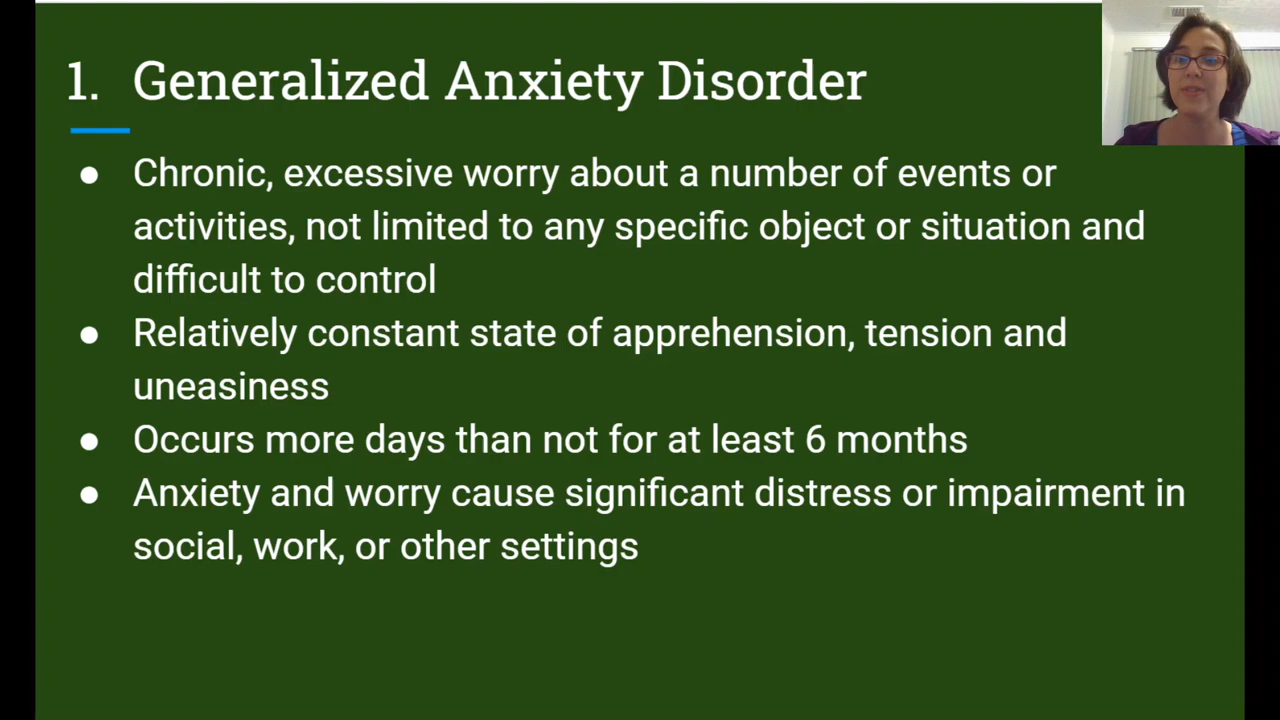 1. Generalized Anxiety Disorder
● Chronic, excessive worry about a number of events or
activities, not limited to any specific object or situation and
difficult to control
● Relatively constant state of apprehension, tension and
uneasiness
● Occurs more days than not for at least 6 months
● Anxiety and worry cause significant distress or impairment in
social, work, or other settings